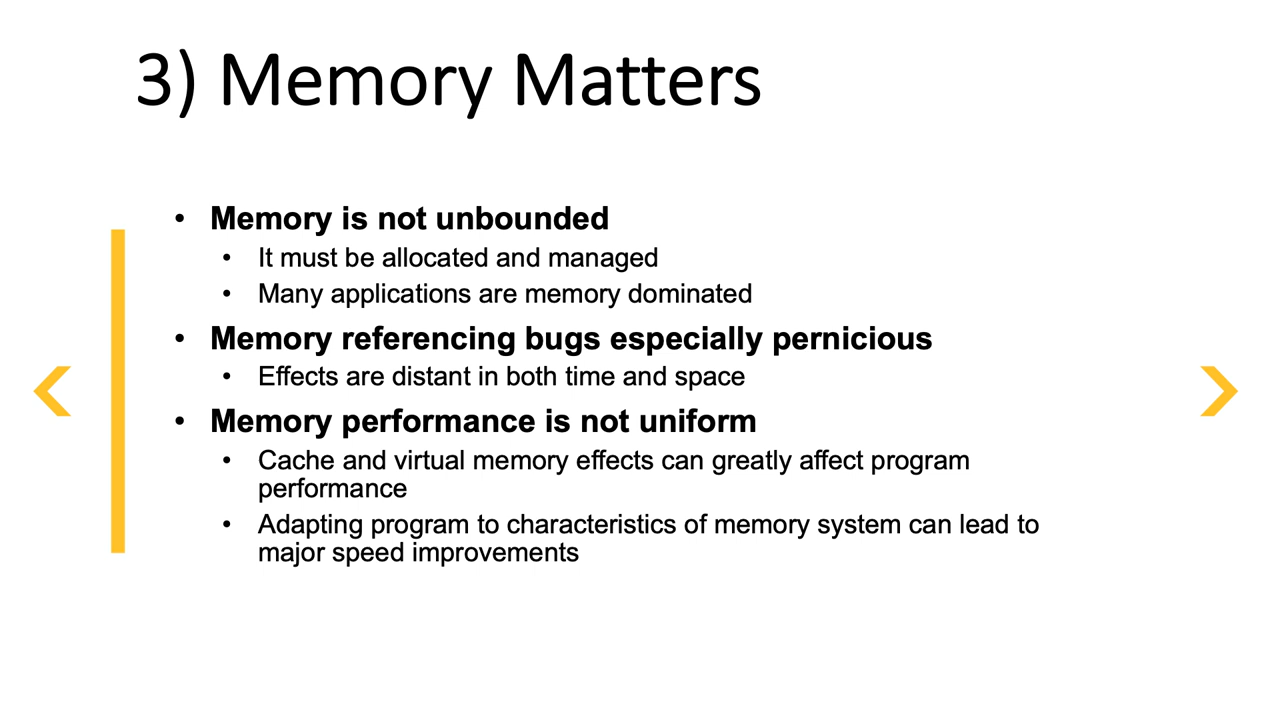 3) Memory Matters
• Memory is not unbounded
• It must be allocated and managed
• Many applications are memory dominated
• Memory referencing bugs especially pernicious
• Effects are distant in both time and space
• Memory performance is not uniform
• Cache and virtual memory effects can greatly affect program
performance
• Adapting program to characteristics of memory system can lead to
major speed improvements